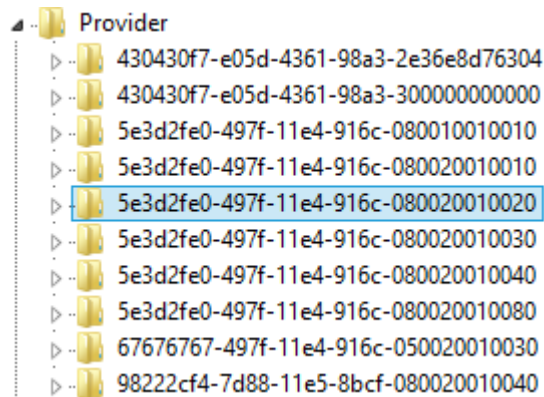 Provider
430430f7-e05d-4361-98a3-2e36e8d76304
430430f7-e05d-4361-98a3-300000000000
5e3d2fe0-497f-11e4-916c-080010010010
5e3d2fe0-497f-11e4-916c-080020010010
5e3d2fe0-497f-11e4-916c-080020010020
5e3d2fe0-497f-11e4-916c-080020010030
5e3d2fe0-497f-11e4-916c-080020010040
5e3d2fe0-497f-11e4-916c-080020010080
67676767-497f-11e4-916c-050020010030
98222cf4-7d88-11e5-8bcf-080020010040